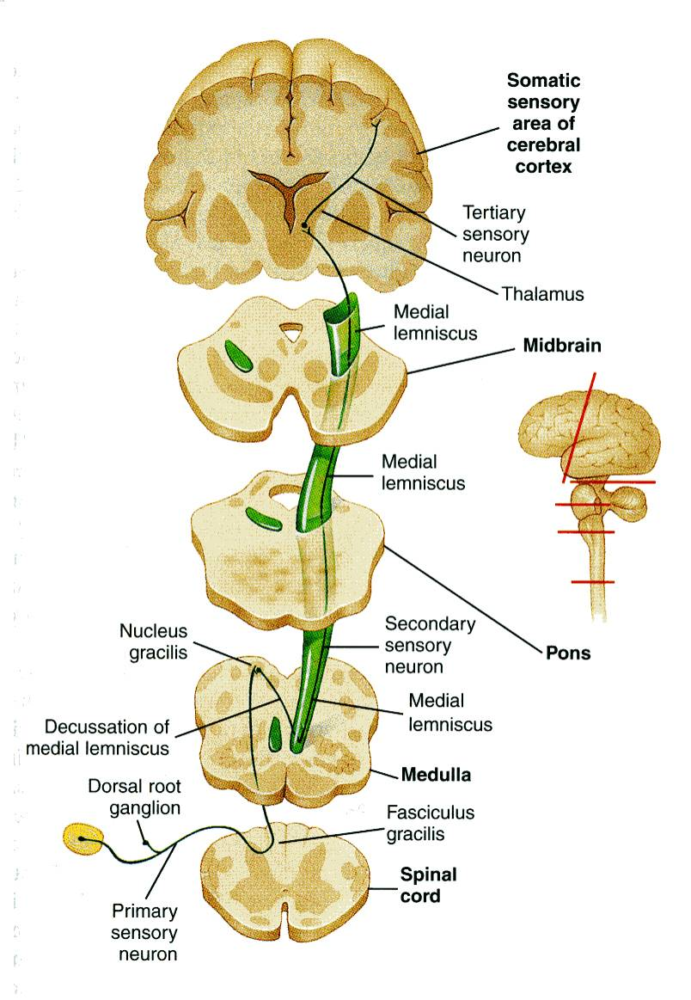 Somatic
sensory
area of
cerebral
cortex
Tertiary
sensory
neuron
Thalamus
Medial
lemniscus
Midbrain
Medial
lemniscus
Nucleus
gracilis
Secondary
sensory
neuron
Pons
Decussation of
medial lemniscus
Medial
lemniscus
Medulla
Dorsal root
ganglion
Fasciculus
gracilis
Spinal
cord
Primary
sensory
neuron